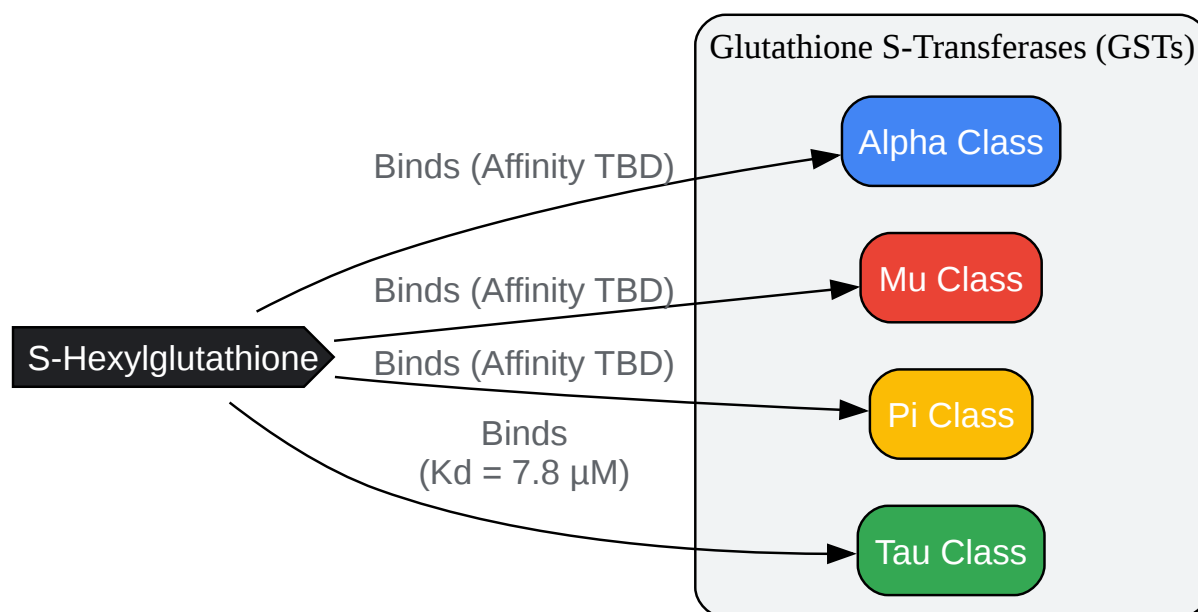 Glutathione S-Transferases (GSTs)
Alpha Class
Binds (Affinity TBD)
Mu Class
Binds (Affinity TBD)
S-Hexylglutathione
Binds (Affinity TBD)
Pi Class
Binds
(Kd = 7.8 µM)
Tau Class